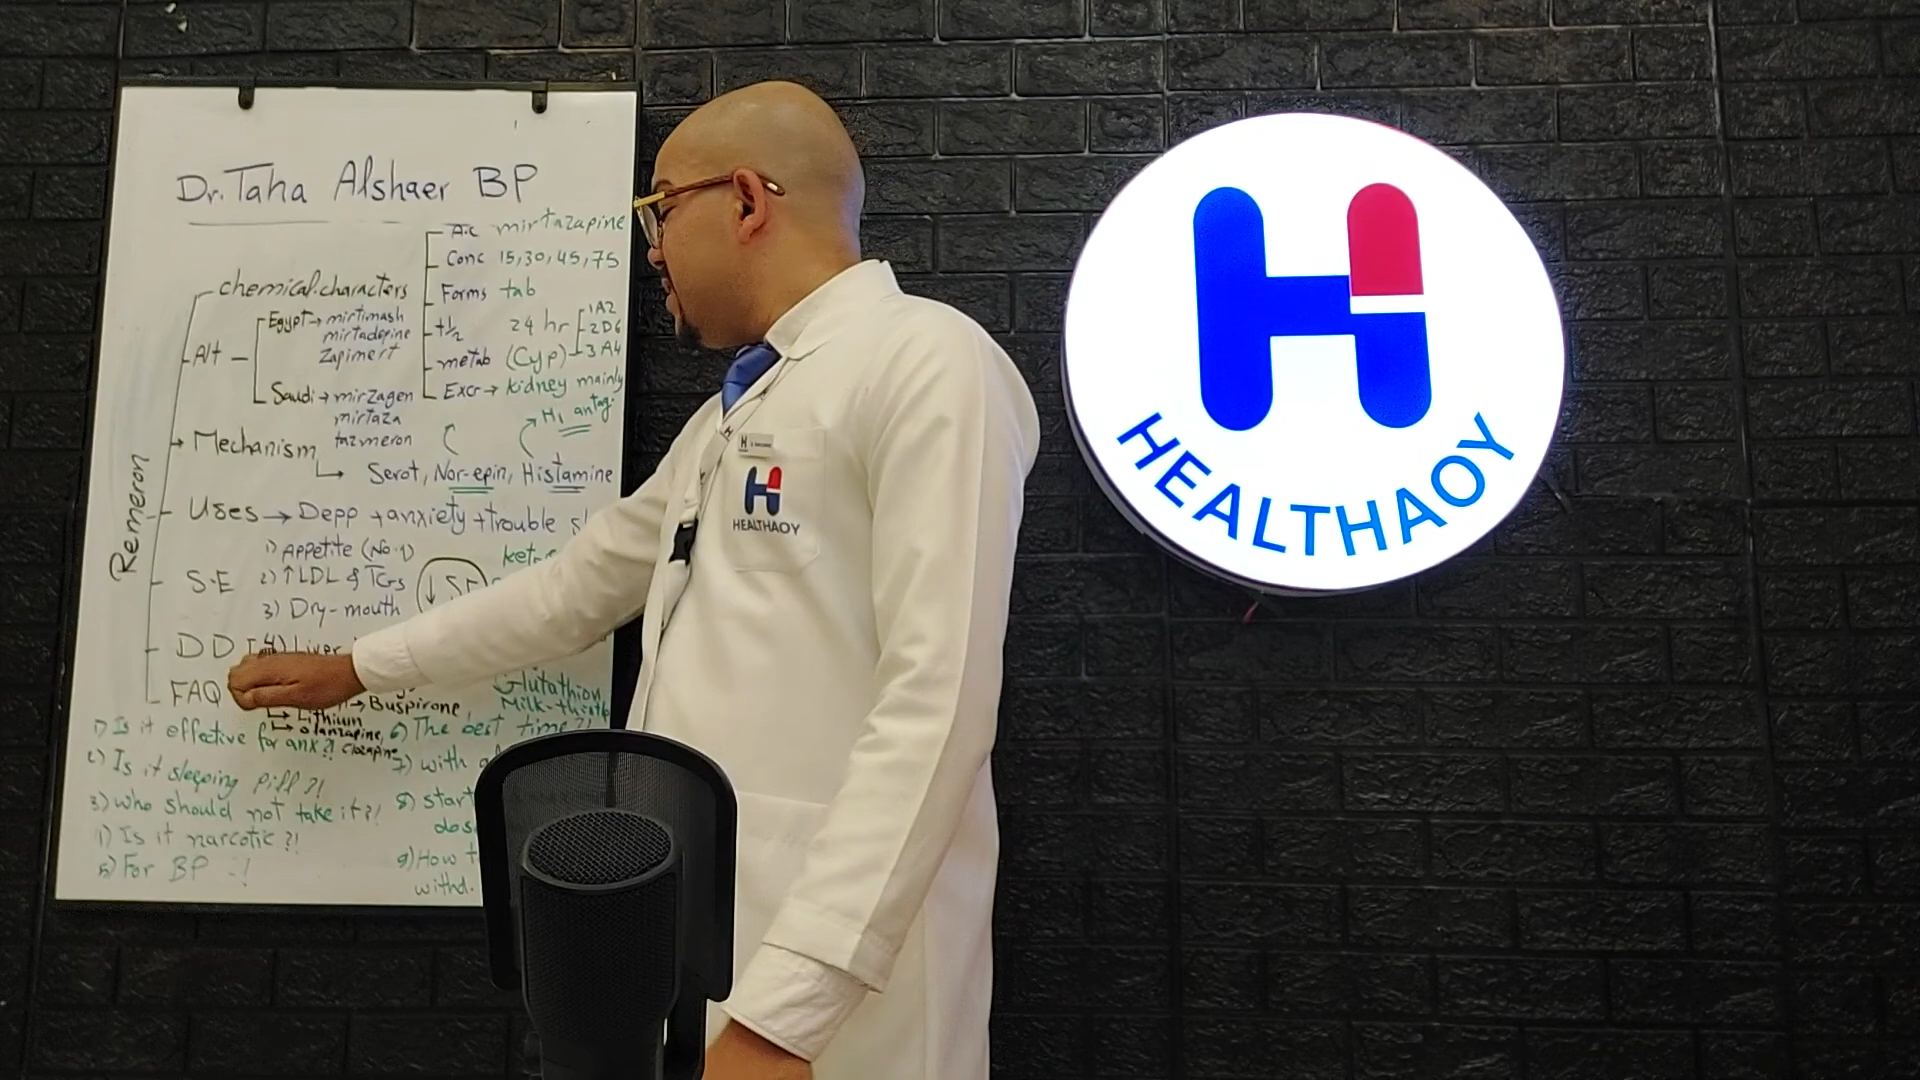 Dr. Taha Alshaer BP
Remeron
chemical characters
A.c mirtazapine
Conc 15,30,45,75
Forms tab
t½ 24 hr
metab (Cyp)
1A2
2D6
3A4
Excr → kidney mainly
Alt
Egypt → mirtimash
mirtadepine
Zapimert
Saudi → mirzagen
mirtaza
tazmeron
Mechanism
Serot, Nor-epin, Histamine
H1 antag.
Uses → Depp + anxiety + trouble
S.E
1) Appetite (No.1)
2) ↑LDL & TGs
3) Dry-mouth
4) Liver
↓ S.E
Glutathion
Milk-thistle
DDI
→ Buspirone
→ Lithium
→ olanzapine,
clozapine
FAQ
1) Is it effective for anx?!
2) Is it sleeping pill?!
3) who should not take it?!
4) Is it narcotic?!
5) For BP -!
6) The best time?!
7) with
8) start
dos
9) How t
withd.
H
HEALTHAOY
HEALTHAOY